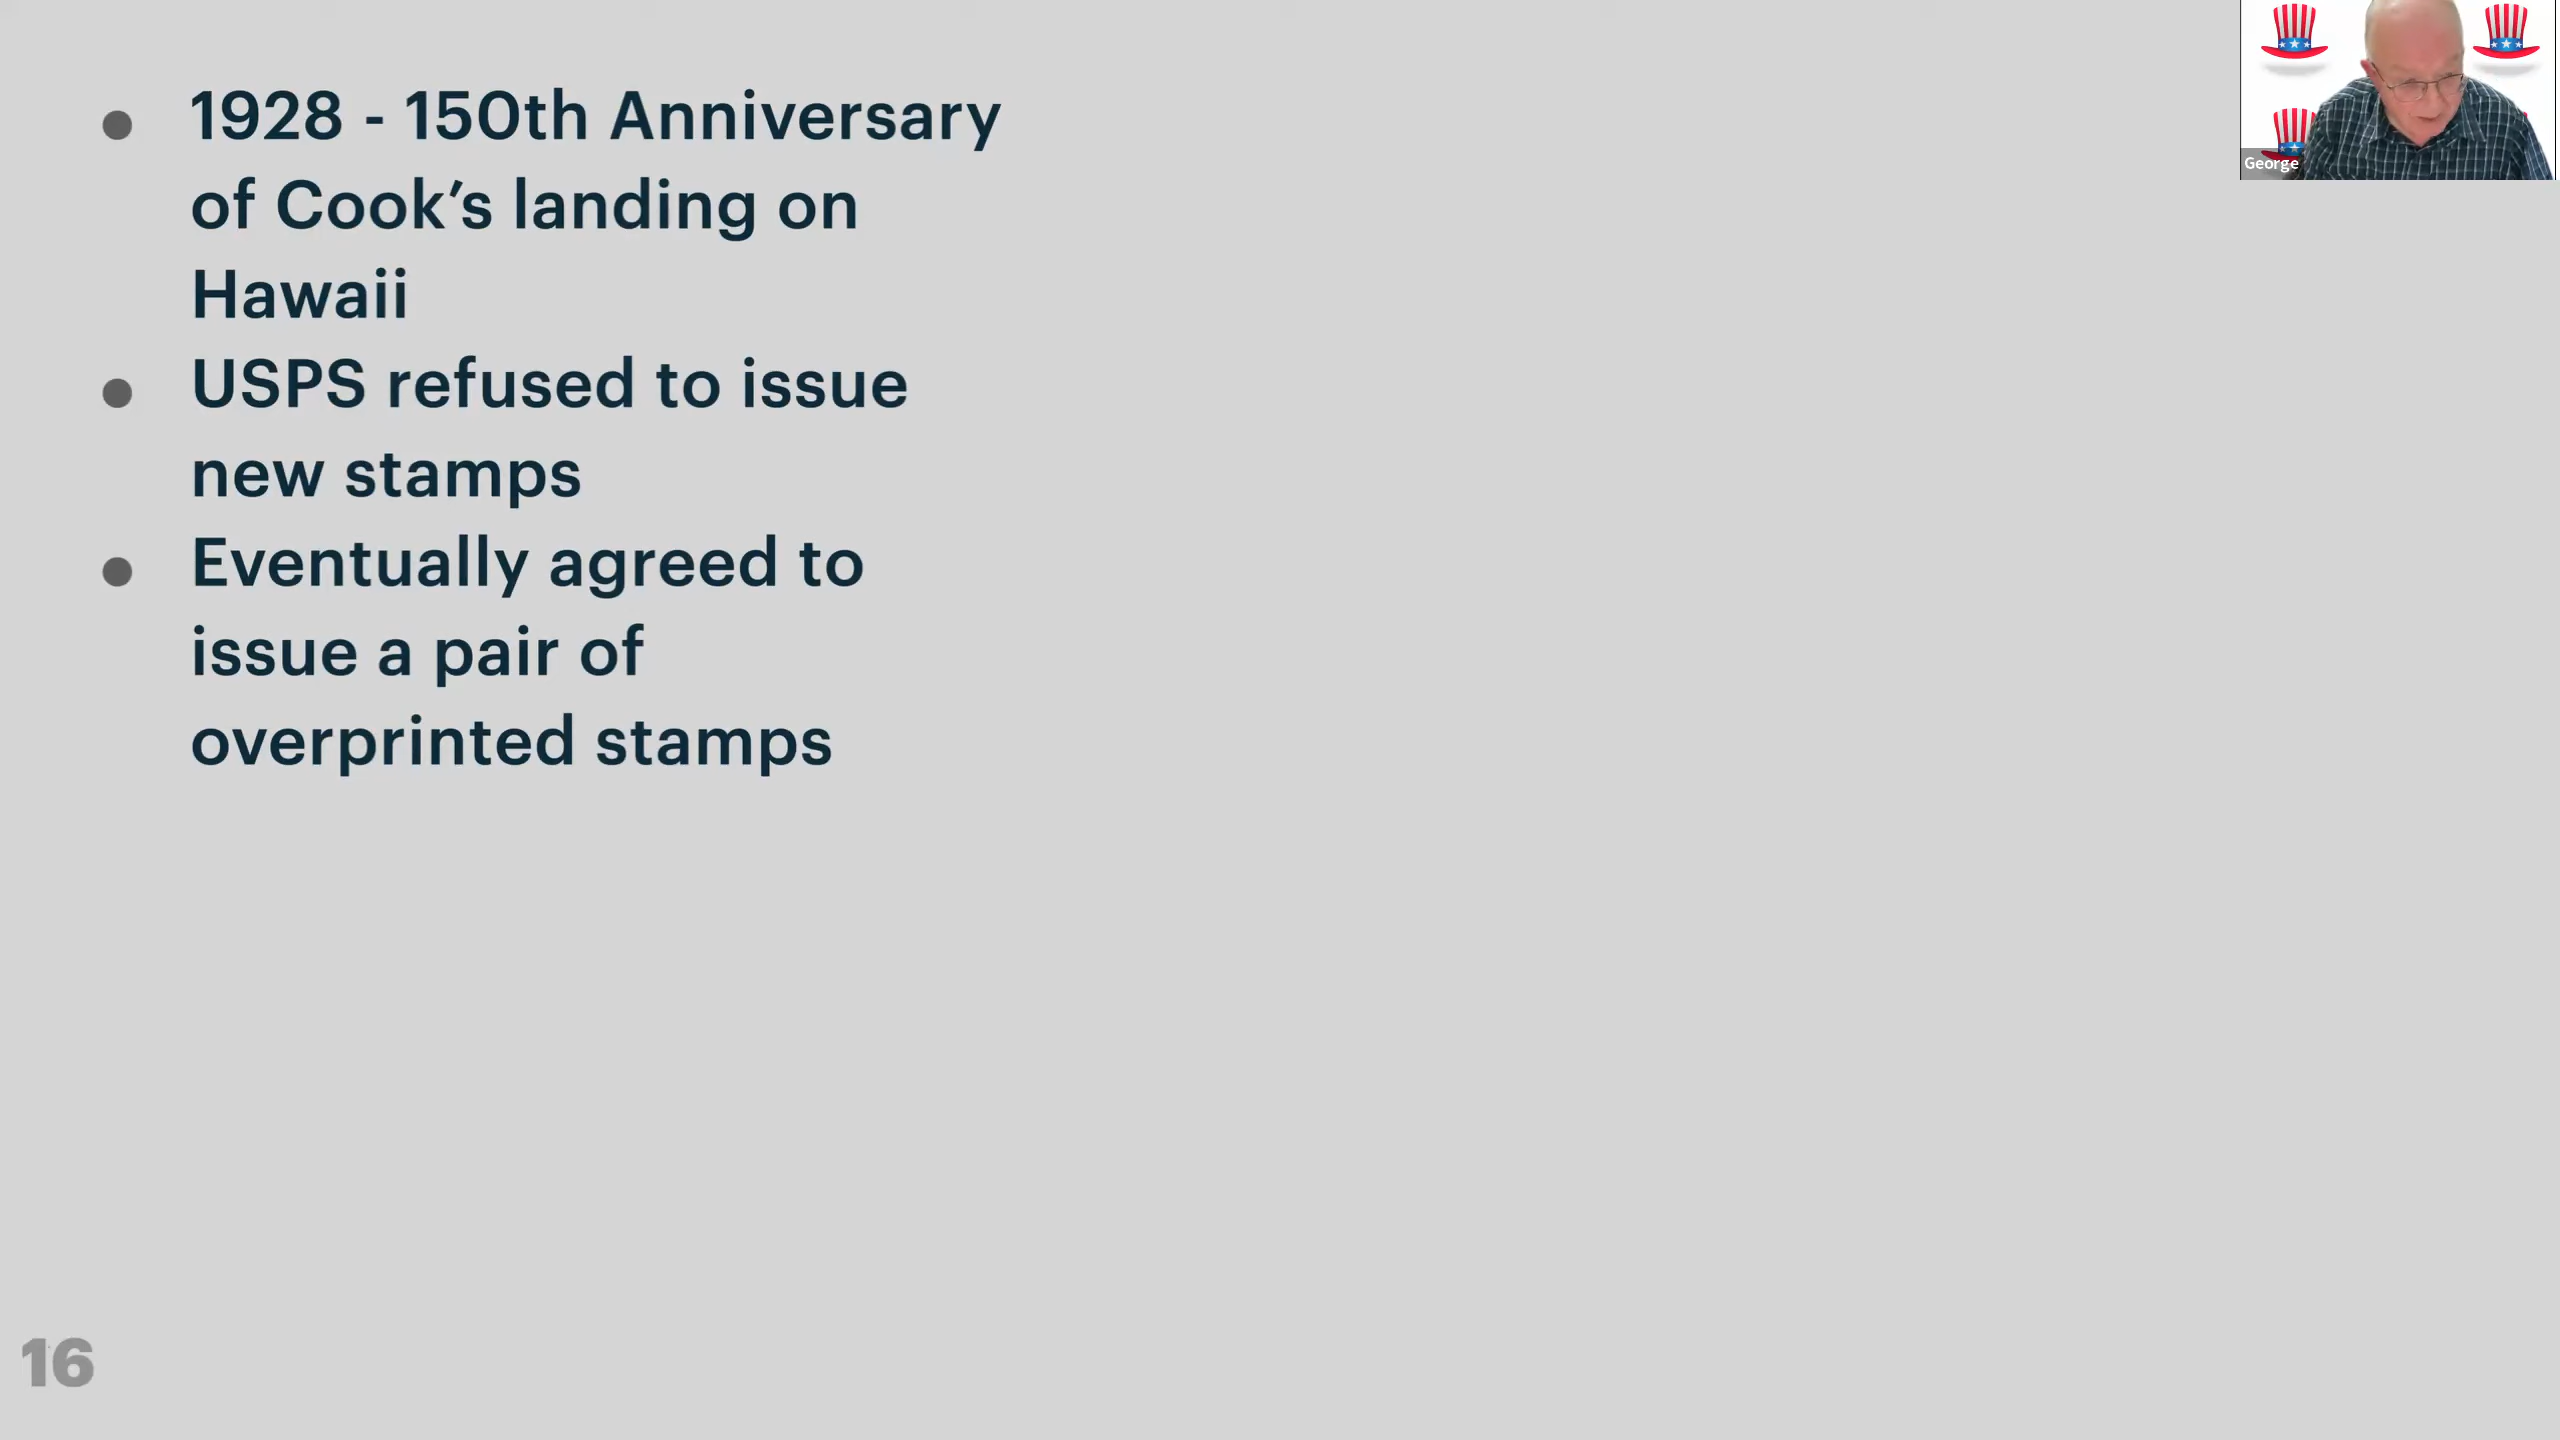 1928 - 150th Anniversary
of Cook’s landing on
Hawaii
USPS refused to issue
new stamps
Eventually agreed to
issue a pair of
overprinted stamps
16
George